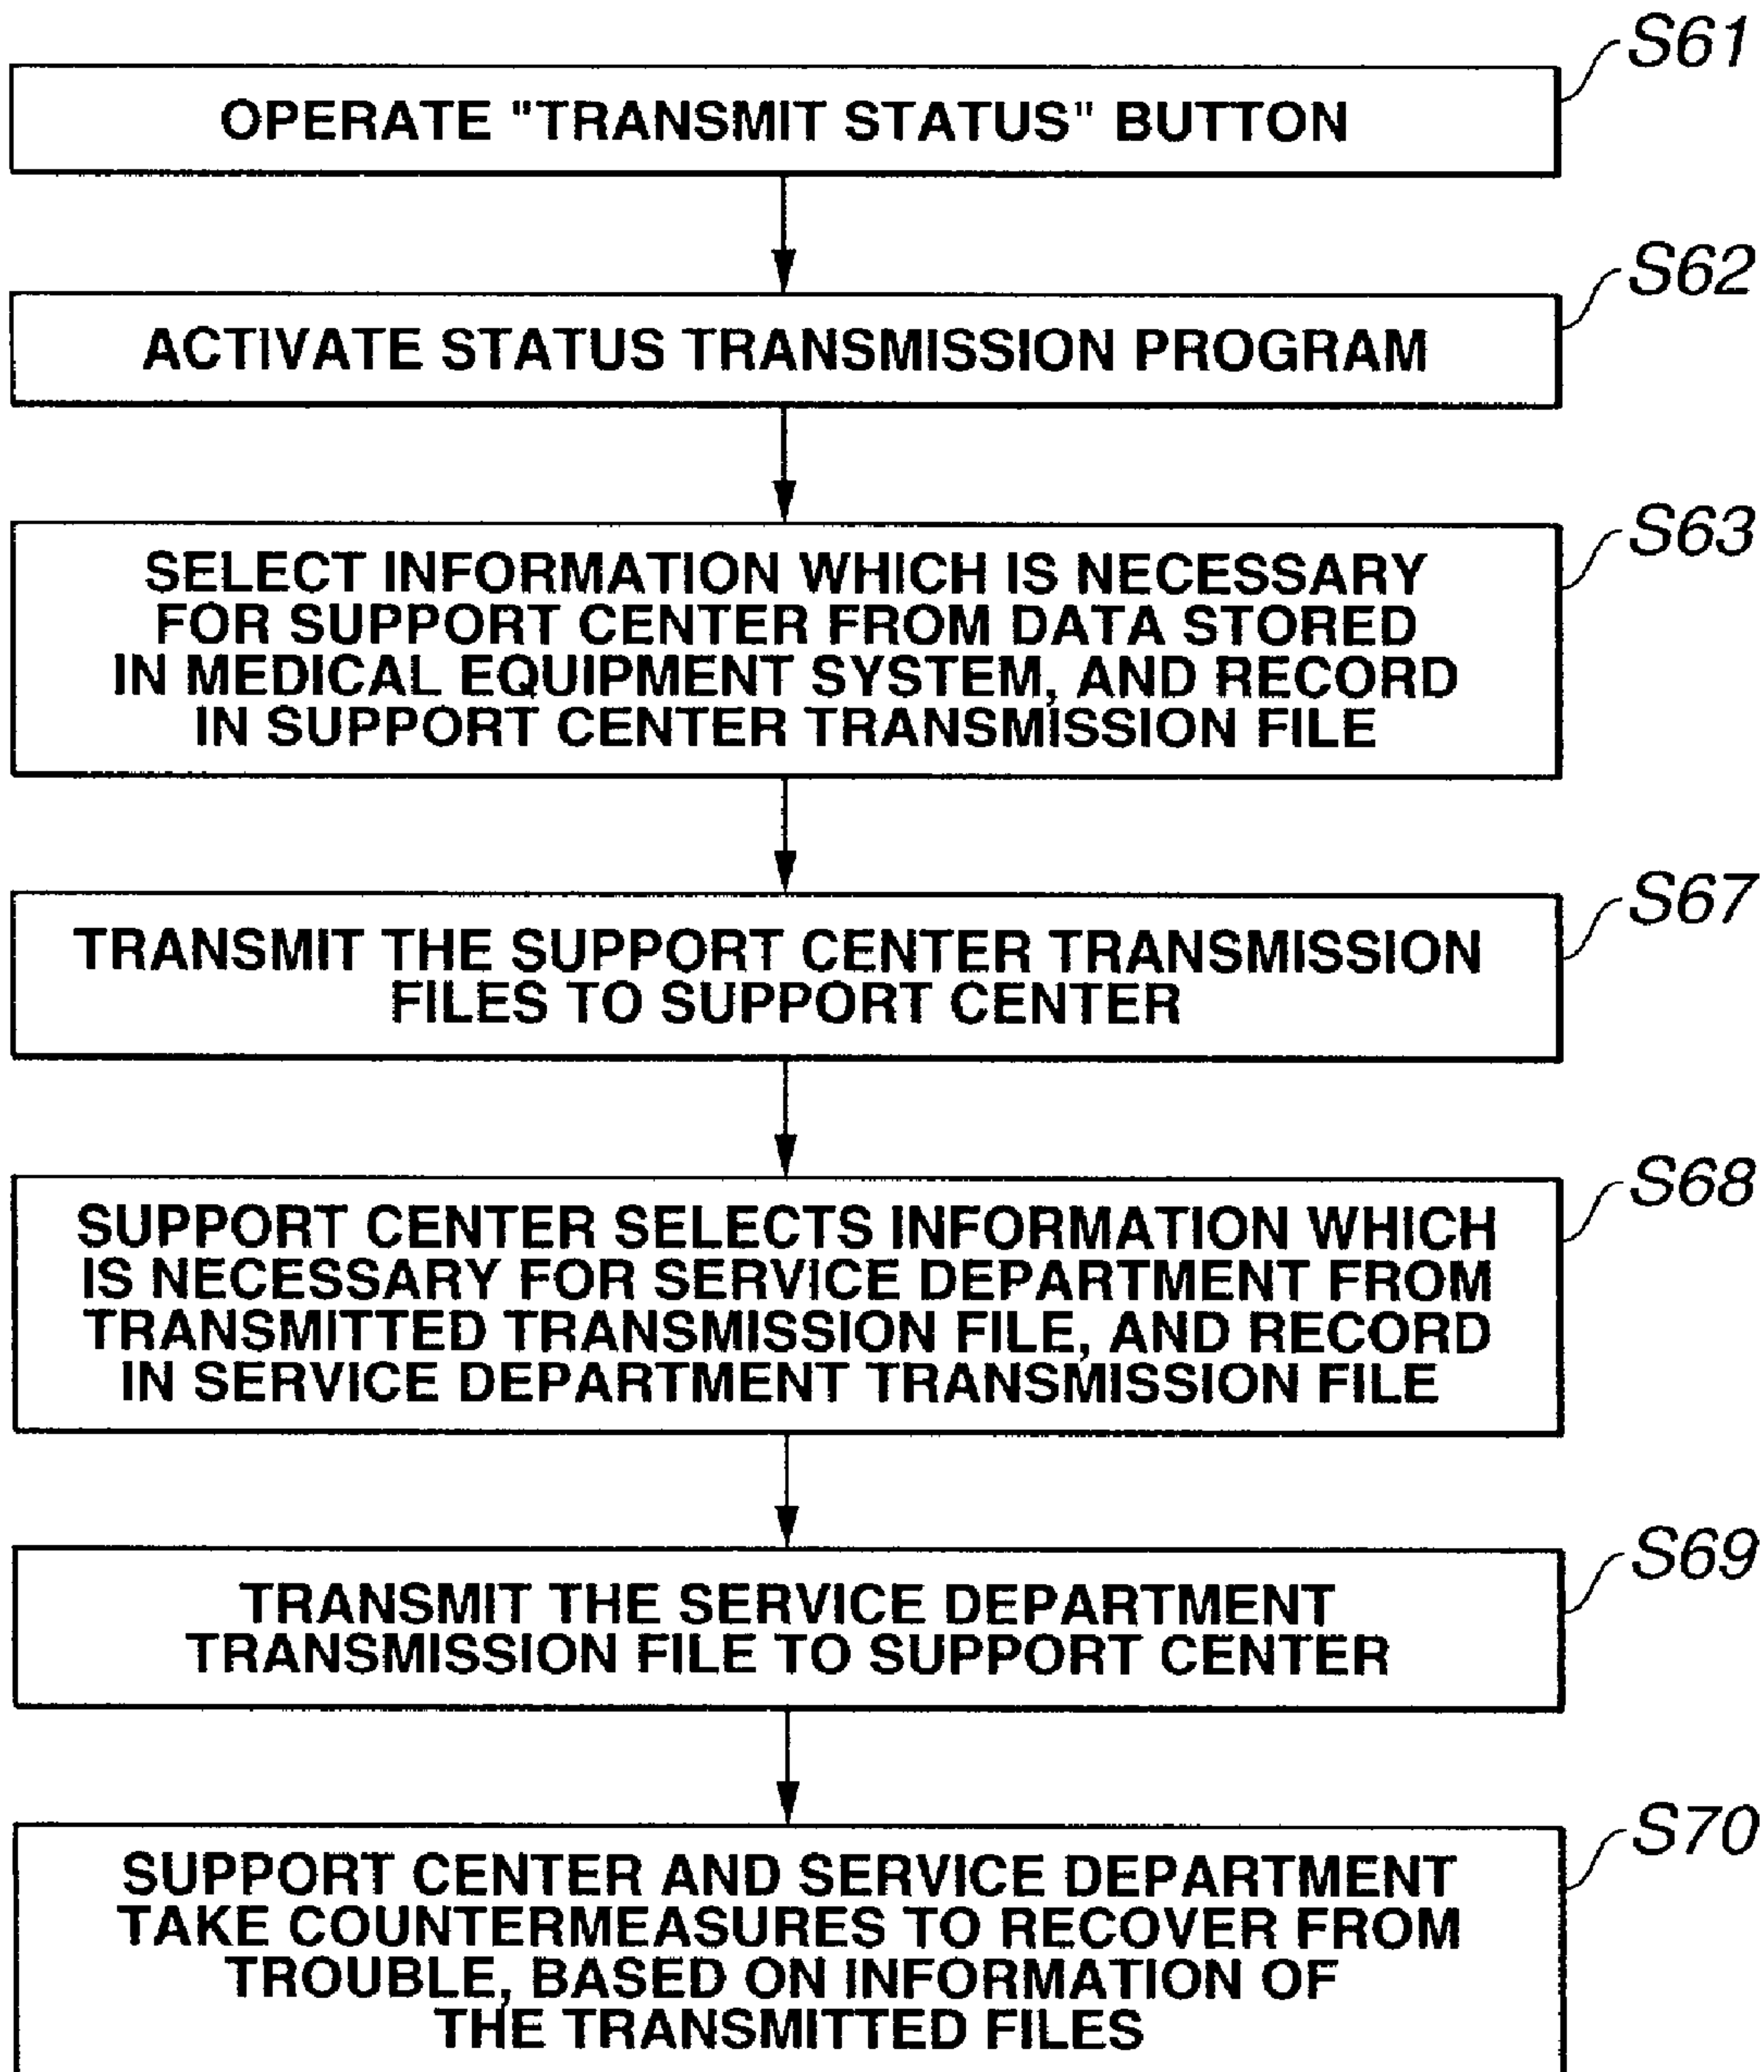 S61
OPERATE "TRANSMIT STATUS" BUTTON
S62
ACTIVATE STATUS TRANSMISSION PROGRAM
S63
SELECT INFORMATION WHICH IS NECESSARY
FOR SUPPORT CENTER FROM DATA STORED
IN MEDICAL EQUIPMENT SYSTEM, AND RECORD
IN SUPPORT CENTER TRANSMISSION FILE
S67
TRANSMIT THE SUPPORT CENTER TRANSMISSION
FILES TO SUPPORT CENTER
S68
SUPPORT CENTER SELECTS INFORMATION WHICH
IS NECESSARY FOR SERVICE DEPARTMENT FROM
TRANSMITTED TRANSMISSION FILE, AND RECORD
IN SERVICE DEPARTMENT TRANSMISSION FILE
S69
TRANSMIT THE SERVICE DEPARTMENT
TRANSMISSION FILE TO SUPPORT CENTER
S70
SUPPORT CENTER AND SERVICE DEPARTMENT
TAKE COUNTERMEASURES TO RECOVER FROM
TROUBLE, BASED ON INFORMATION OF
THE TRANSMITTED FILES